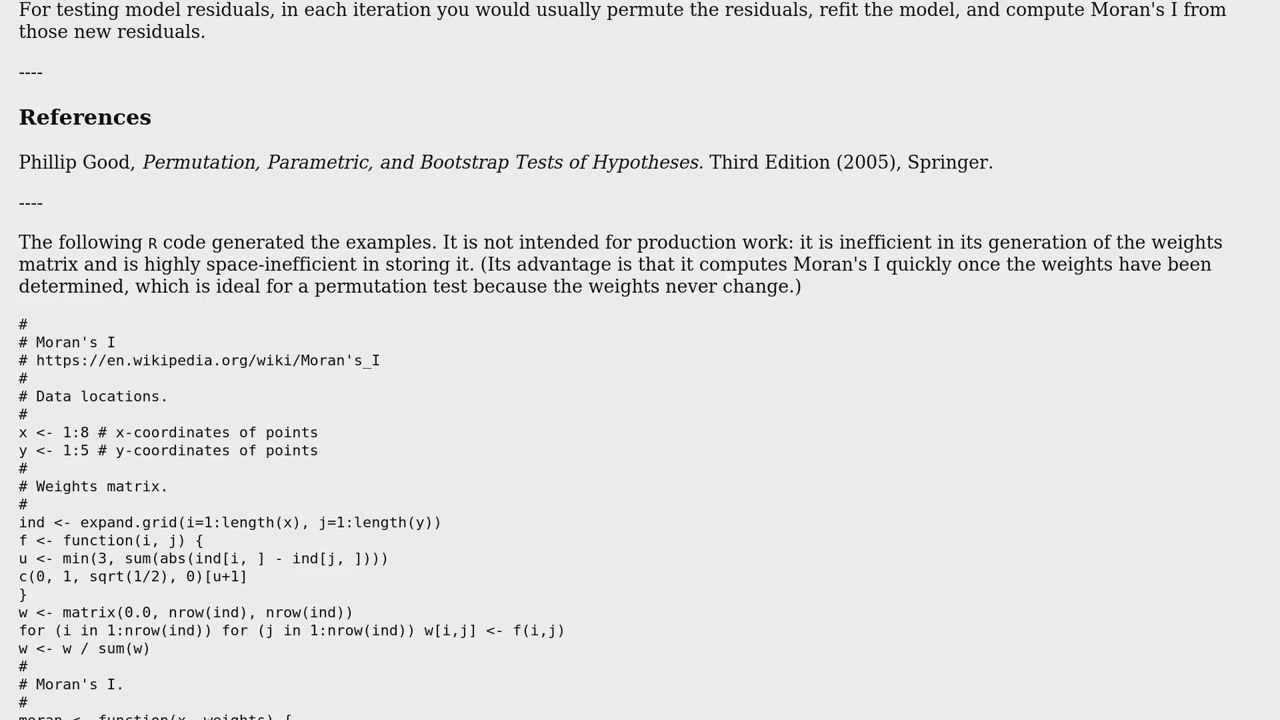 For testing model residuals, in each iteration you would usually permute the residuals, refit the model, and compute Moran's I from
those new residuals.
----
References
Phillip Good, Permutation, Parametric, and Bootstrap Tests of Hypotheses. Third Edition (2005), Springer.
----
The following R code generated the examples. It is not intended for production work: it is inefficient in its generation of the weights
matrix and is highly space-inefficient in storing it. (Its advantage is that it computes Moran's I quickly once the weights have been
determined, which is ideal for a permutation test because the weights never change.)
#
# Moran's I
# https://en.wikipedia.org/wiki/Moran's_I
#
# Data locations.
#
x <- 1:8 # x-coordinates of points
y <- 1:5 # y-coordinates of points
#
# Weights matrix.
#
ind <- expand.grid(i=1:length(x), j=1:length(y))
f <- function(i, j) {
u <- min(3, sum(abs(ind[i, ] - ind[j, ])))
c(0, 1, sqrt(1/2), 0)[u+1]
}
w <- matrix(0.0, nrow(ind), nrow(ind))
for (i in 1:nrow(ind)) for (j in 1:nrow(ind)) w[i,j] <- f(i,j)
w <- w / sum(w)
#
# Moran's I.
#
moran <- function(x, weights) {